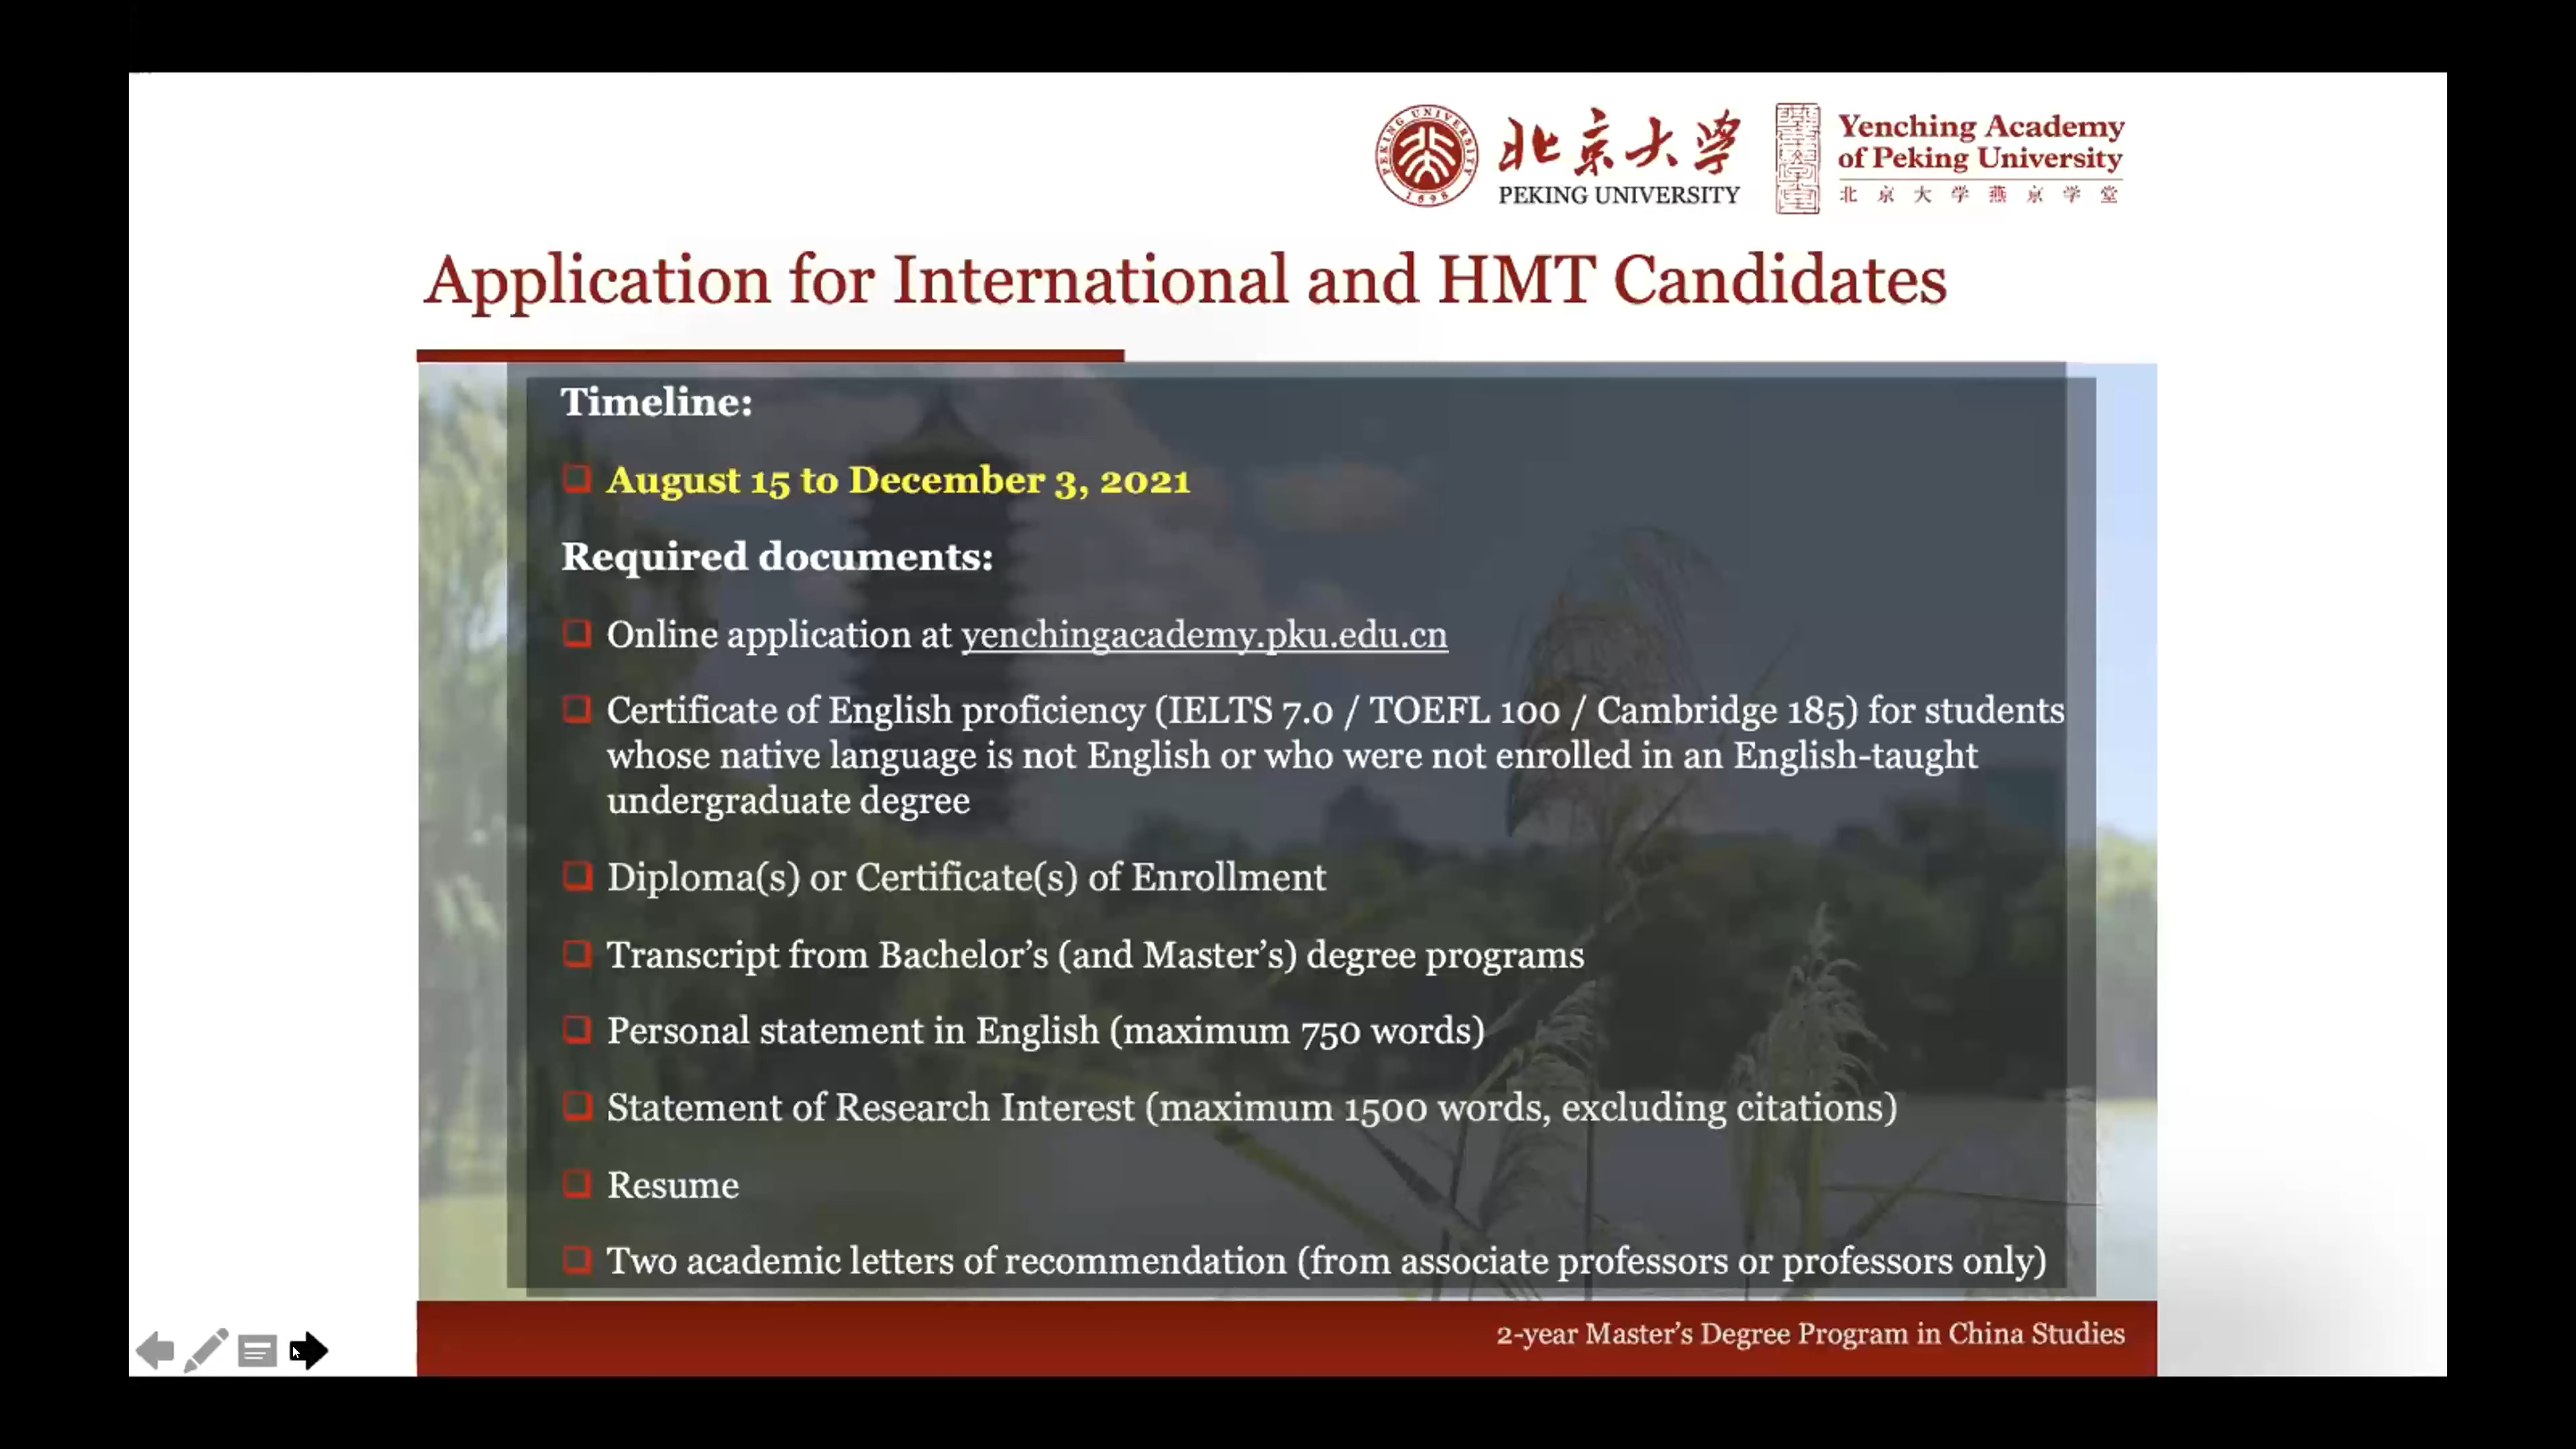 PEKING UNIVERSITY
1898
北京大学
PEKING UNIVERSITY
Yenching Academy
of Peking University
北京大学燕京学堂
Application for International and HMT Candidates
Timeline:
August 15 to December 3, 2021
Required documents:
Online application at yenchingacademy.pku.edu.cn
Certificate of English proficiency (IELTS 7.0 / TOEFL 100 / Cambridge 185) for students
whose native language is not English or who were not enrolled in an English-taught
undergraduate degree
Diploma(s) or Certificate(s) of Enrollment
Transcript from Bachelor’s (and Master’s) degree programs
Personal statement in English (maximum 750 words)
Statement of Research Interest (maximum 1500 words, excluding citations)
Resume
Two academic letters of recommendation (from associate professors or professors only)
2-year Master’s Degree Program in China Studies